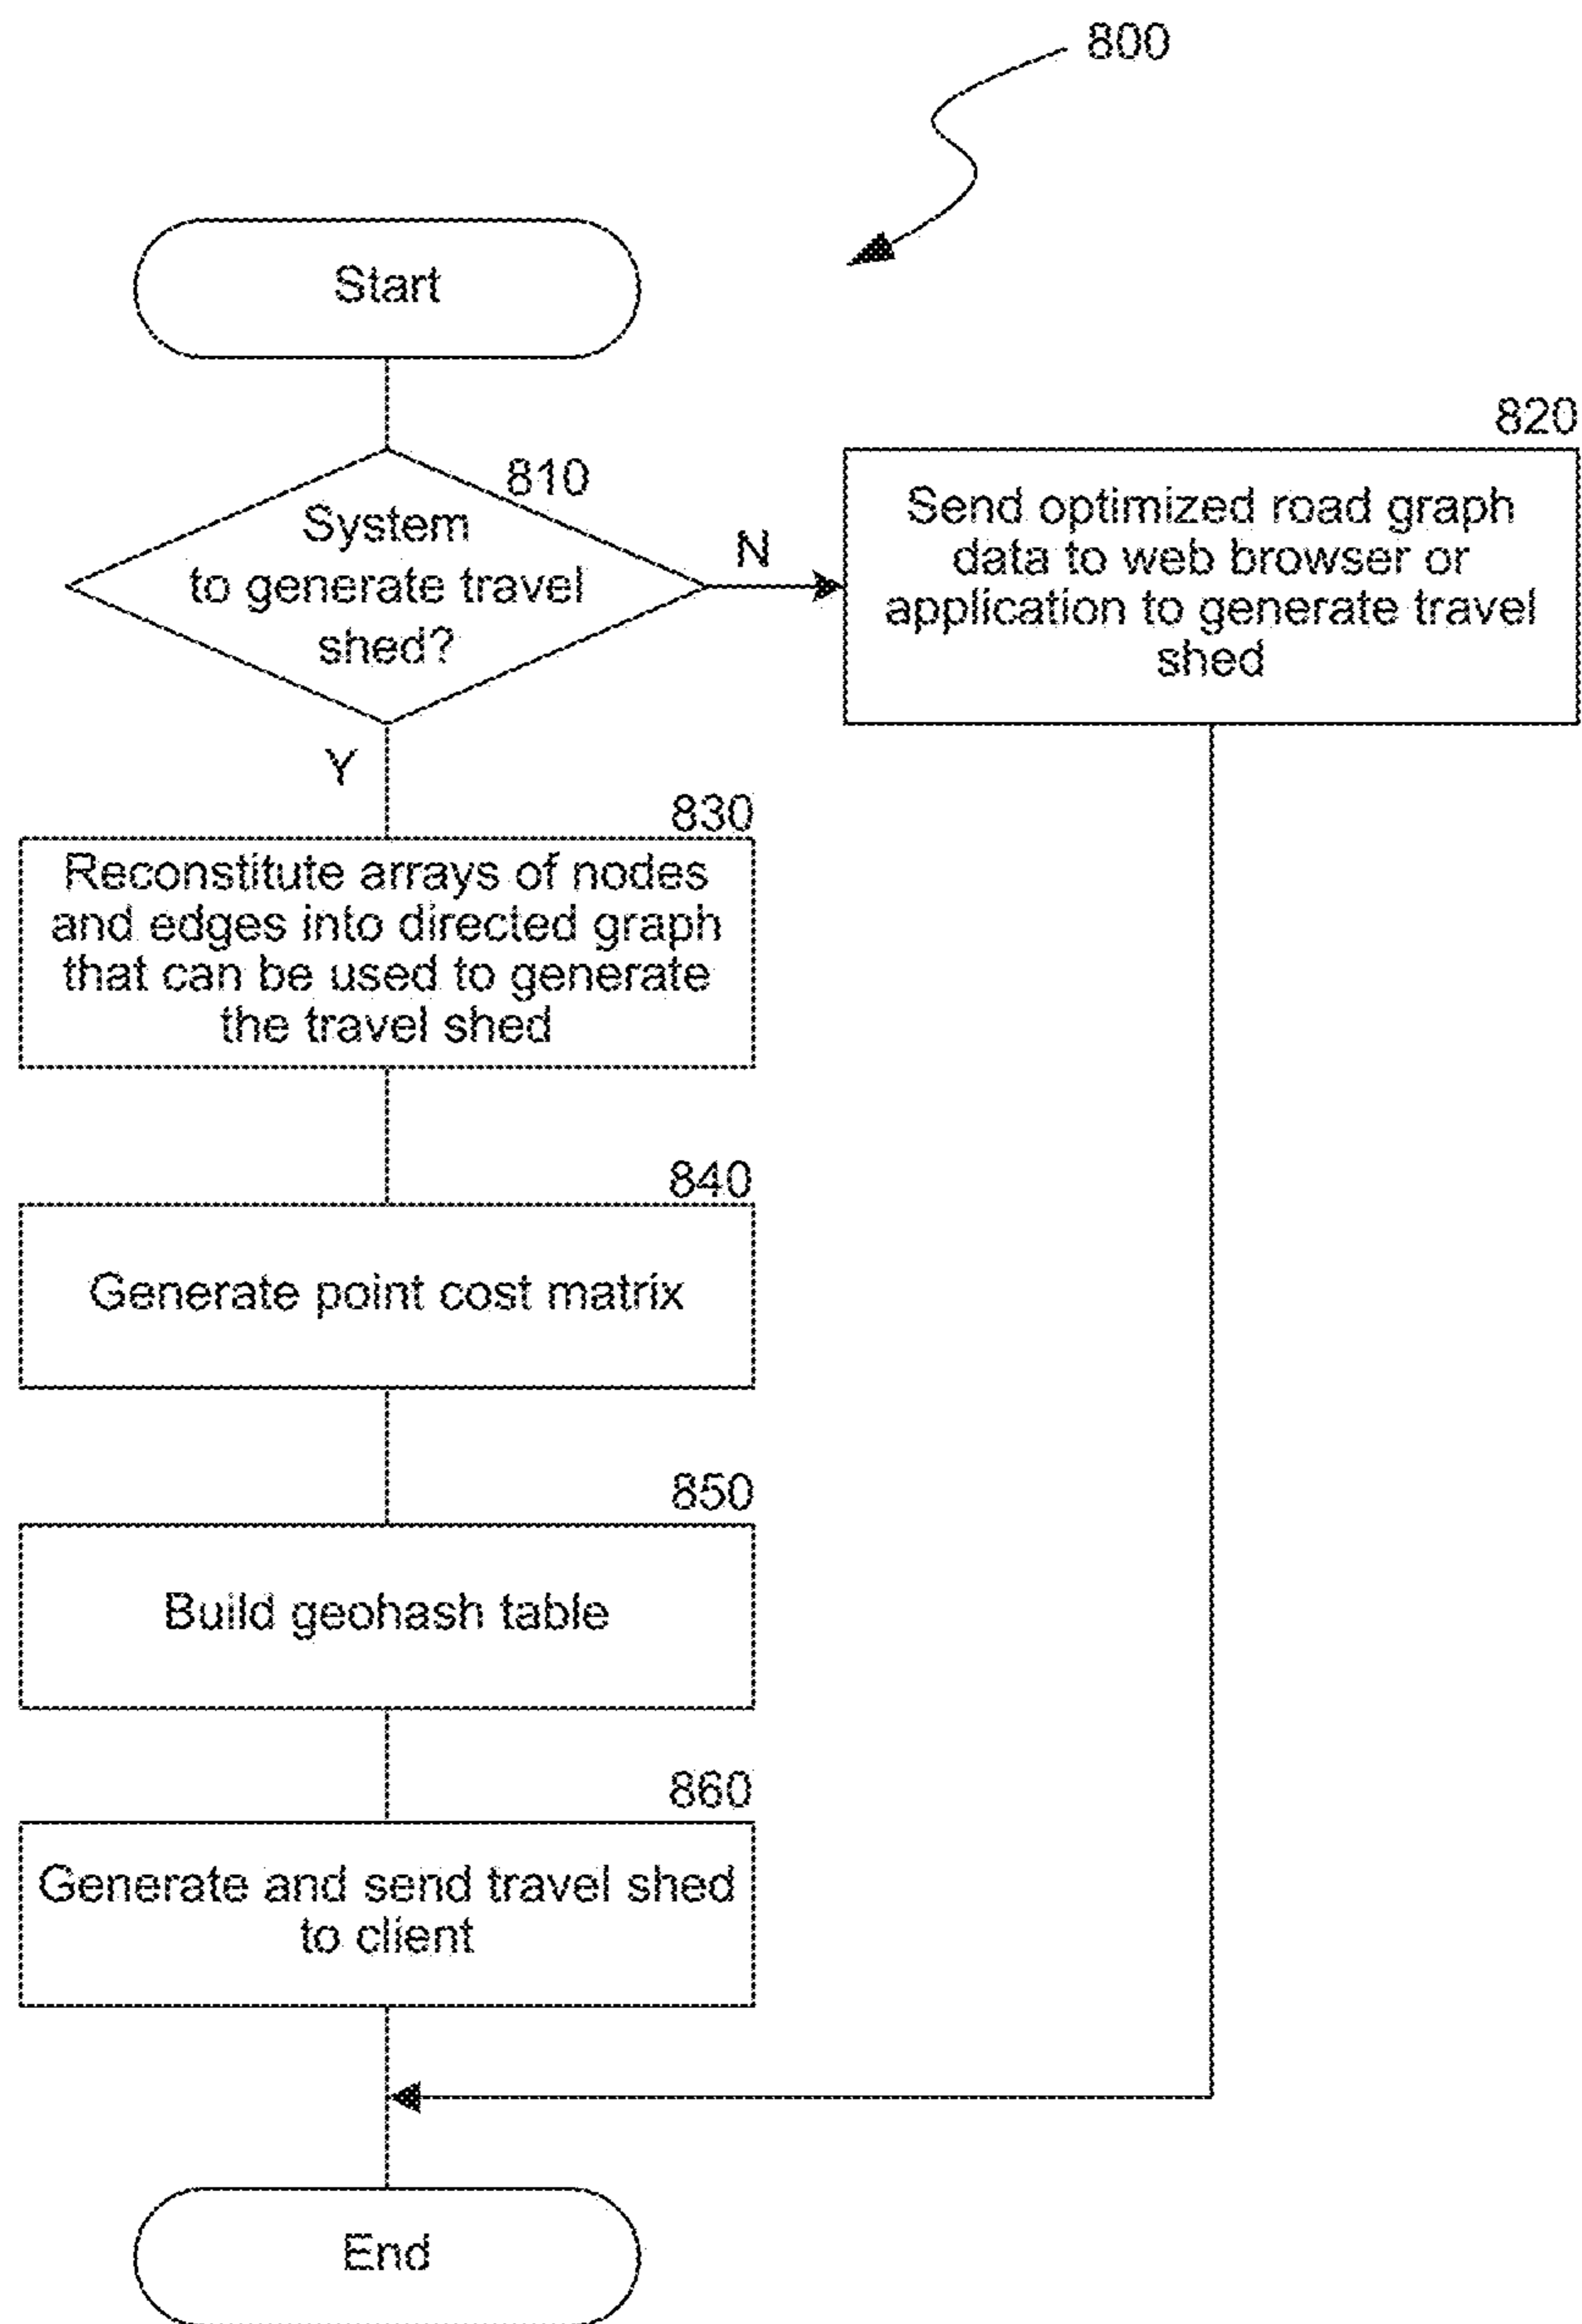 800
Start
810
System
to generate travel
shed?
N
820
Send optimized road graph
data to web browser or
application to generate travel
shed
Y
830
Reconstitute arrays of nodes
and edges into directed graph
that can be used to generate
the travel shed
840
Generate point cost matrix
850
Build geohash table
860
Generate and send travel shed
to client
End